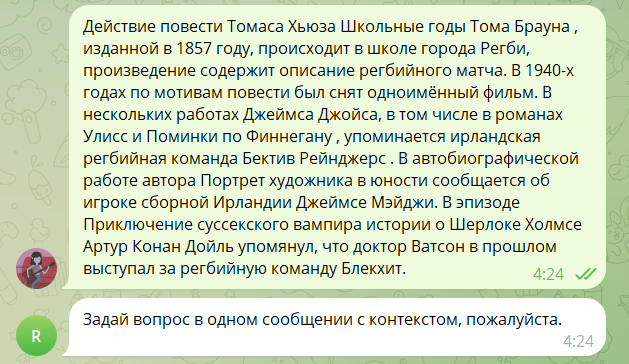 Действие повести Томаса Хьюза Школьные годы Тома Брауна ,
изданной в 1857 году, происходит в школе города Регби,
произведение содержит описание регбийного матча. В 1940-х
годах по мотивам повести был снят одноимённый фильм. В
нескольких работах Джеймса Джойса, в том числе в романах
Улисс и Поминки по Финнегану , упоминается ирландская
регбийная команда Бектив Рейнджерс . В автобиографической
работе автора Портрет художника в юности сообщается об
игроке сборной Ирландии Джеймсе Мэйджи. В эпизоде
Приключение суссекского вампира истории о Шерлоке Холмсе
Артур Конан Дойль упомянул, что доктор Ватсон в прошлом
выступал за регбийную команду Блекхит.
4:24
R
Задай вопрос в одном сообщении с контекстом, пожалуйста.
4:24